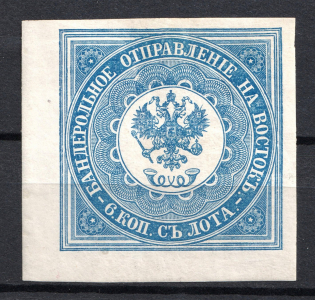 БАНДЕРОЛЬНОЕ ОТПРАВЛЕНІЕ НА ВОСТОКЪ
- 6 КОП. СЪ ЛОТА -